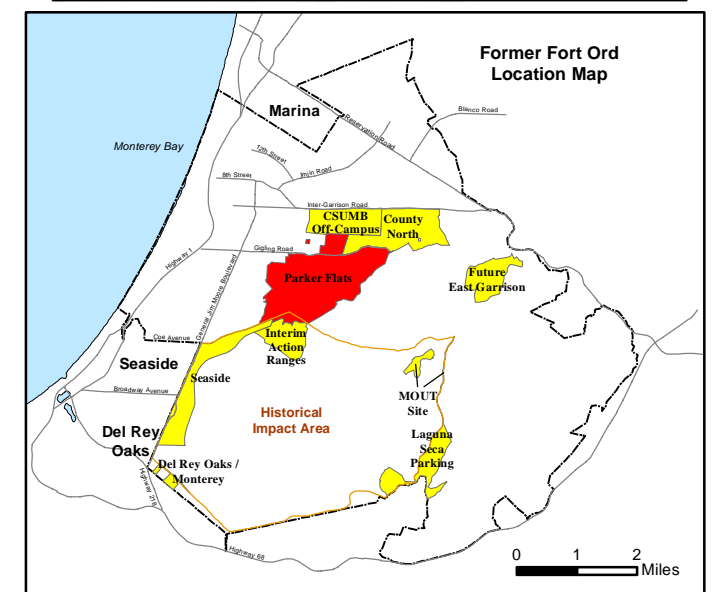 Former Fort Ord
Location Map
Marina
Blanco Road
Reservation Road
Monterey Bay
12th Street
Imjin Road
8th Street
Inter-Garrison Road
CSUMB
Off-Campus
County
North
Gigling Road
Highway 1
General Jim Moore Boulevard
Parker Flats
Future
East Garrison
Coe Avenue
Interim
Action
Ranges
Seaside
Seaside
Broadway Avenue
MOUT
Site
Historical
Impact Area
Del Rey
Oaks
Laguna
Seca
Parking
Del Rey Oaks /
Monterey
Highway 218
Highway 68
0 1 2
Miles